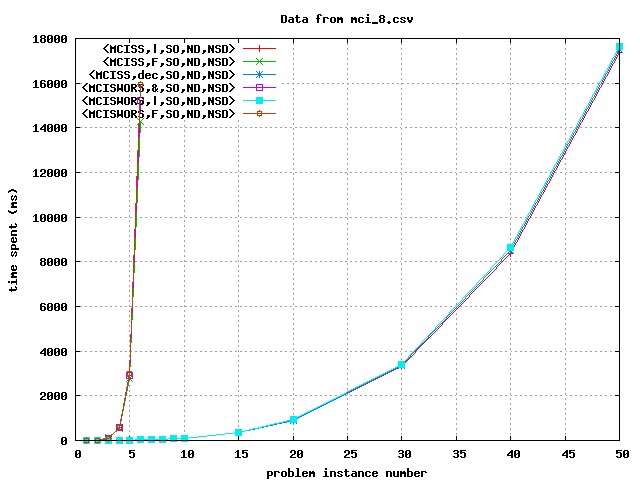 Data from mci_8.csv
18000
16000
14000
12000
10000
8000
6000
4000
2000
0
time spent (ms)
<MCISS,|,SO,ND,NSD>
<MCISS,F,SO,ND,NSD>
<MCISS,dec,SO,ND,NSD>
<MCISWORS,&,SO,ND,NSD>
<MCISWORS,|,SO,ND,NSD>
<MCISWORS,F,SO,ND,NSD>
0 5 10 15 20 25 30 35 40 45 50
problem instance number